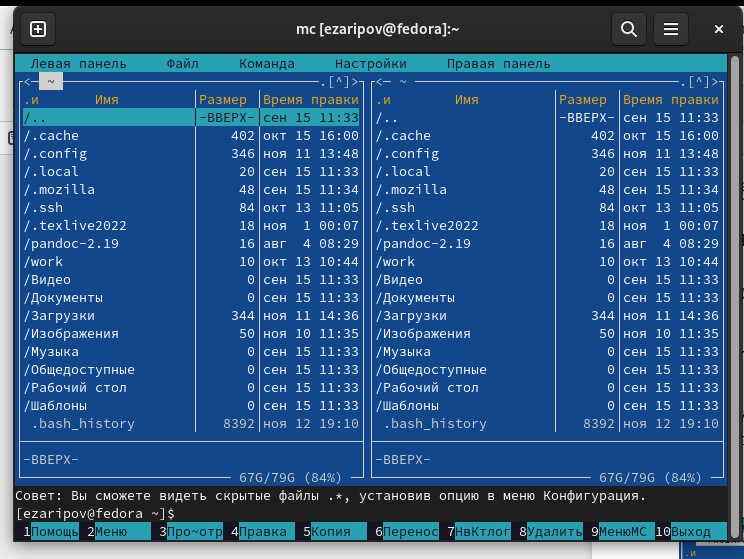 mc [ezaripov@fedora]:~
Левая панель Файл Команда Настройки Правая панель
<─ ~ .[^]> <─ ~ .[^]>
.и Имя Размер Время правки .и Имя Размер Время правки
/.. -ВВЕРХ- сен 15 11:33 /.. -ВВЕРХ- сен 15 11:33
/.cache 402 окт 15 16:00 /.cache 402 окт 15 16:00
/.config 346 ноя 11 13:48 /.config 346 ноя 11 13:48
/.local 20 сен 15 11:33 /.local 20 сен 15 11:33
/.mozilla 48 сен 15 11:34 /.mozilla 48 сен 15 11:34
/.ssh 84 окт 13 11:05 /.ssh 84 окт 13 11:05
/.texlive2022 18 ноя 1 00:07 /.texlive2022 18 ноя 1 00:07
/pandoc-2.19 16 авг 4 08:29 /pandoc-2.19 16 авг 4 08:29
/work 10 окт 13 10:44 /work 10 окт 13 10:44
/Видео 0 сен 15 11:33 /Видео 0 сен 15 11:33
/Документы 0 сен 15 11:33 /Документы 0 сен 15 11:33
/Загрузки 344 ноя 11 14:36 /Загрузки 344 ноя 11 14:36
/Изображения 50 ноя 10 11:35 /Изображения 50 ноя 10 11:35
/Музыка 0 сен 15 11:33 /Музыка 0 сен 15 11:33
/Общедоступные 0 сен 15 11:33 /Общедоступные 0 сен 15 11:33
/Рабочий стол 0 сен 15 11:33 /Рабочий стол 0 сен 15 11:33
/Шаблоны 0 сен 15 11:33 /Шаблоны 0 сен 15 11:33
.bash_history 8392 ноя 12 19:10 .bash_history 8392 ноя 12 19:10
-ВВЕРХ- -ВВЕРХ-
67G/79G (84%) 67G/79G (84%)
Совет: Вы сможете видеть скрытые файлы .*, установив опцию в меню Конфигурация.
[ezaripov@fedora ~]$
1Помощь 2Меню 3Про~отр 4Правка 5Копия 6Перенос 7НвКтлог 8Удалить 9МенюМС 10Выход